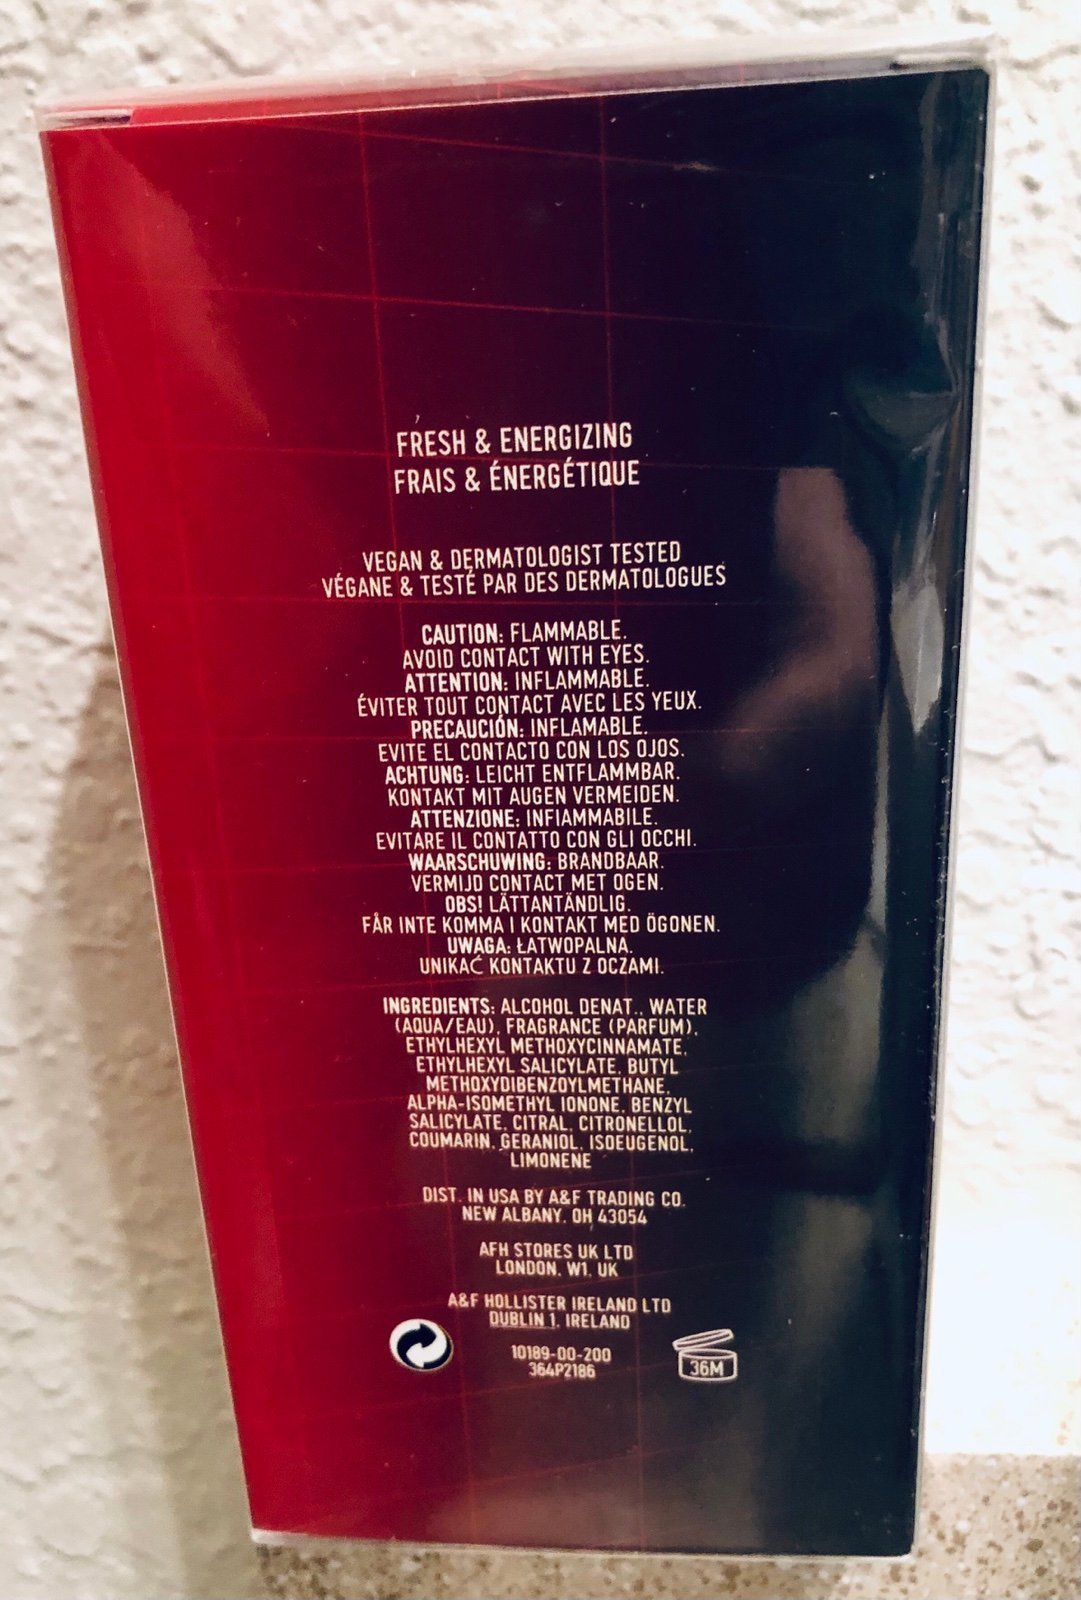 FRESH & ENERGIZING
FRAIS & ÉNERGÉTIQUE
VEGAN & DERMATOLOGIST TESTED
VÉGANE & TESTÉ PAR DES DERMATOLOGUES
CAUTION: FLAMMABLE.
AVOID CONTACT WITH EYES.
ATTENTION: INFLAMMABLE.
ÉVITER TOUT CONTACT AVEC LES YEUX.
PRECAUCIÓN: INFLAMABLE.
EVITE EL CONTACTO CON LOS OJOS.
ACHTUNG: LEICHT ENTFLAMMBAR.
KONTAKT MIT AUGEN VERMEIDEN.
ATTENZIONE: INFIAMMABILE.
EVITARE IL CONTATTO CON GLI OCCHI.
WAARSCHUWING: BRANDBAAR.
VERMIJD CONTACT MET OGEN.
OBS! LÄTTANTÄNDLIG.
FÅR INTE KOMMA I KONTAKT MED ÖGONEN.
UWAGA: ŁATWOPALNA.
UNIKAĆ KONTAKTU Z OCZAMI.
INGREDIENTS: ALCOHOL DENAT., WATER
(AQUA/EAU), FRAGRANCE (PARFUM),
ETHYLHEXYL METHOXYCINNAMATE,
ETHYLHEXYL SALICYLATE, BUTYL
METHOXYDIBENZOYLMETHANE,
ALPHA-ISOMETHYL IONONE, BENZYL
SALICYLATE, CITRAL, CITRONELLOL,
COUMARIN, GERANIOL, ISOEUGENOL,
LIMONENE
DIST. IN USA BY A&F TRADING CO.
NEW ALBANY, OH 43054
AFH STORES UK LTD
LONDON, W1, UK
A&F HOLLISTER IRELAND LTD
DUBLIN 1, IRELAND
10189-00-200
364P2186
36M